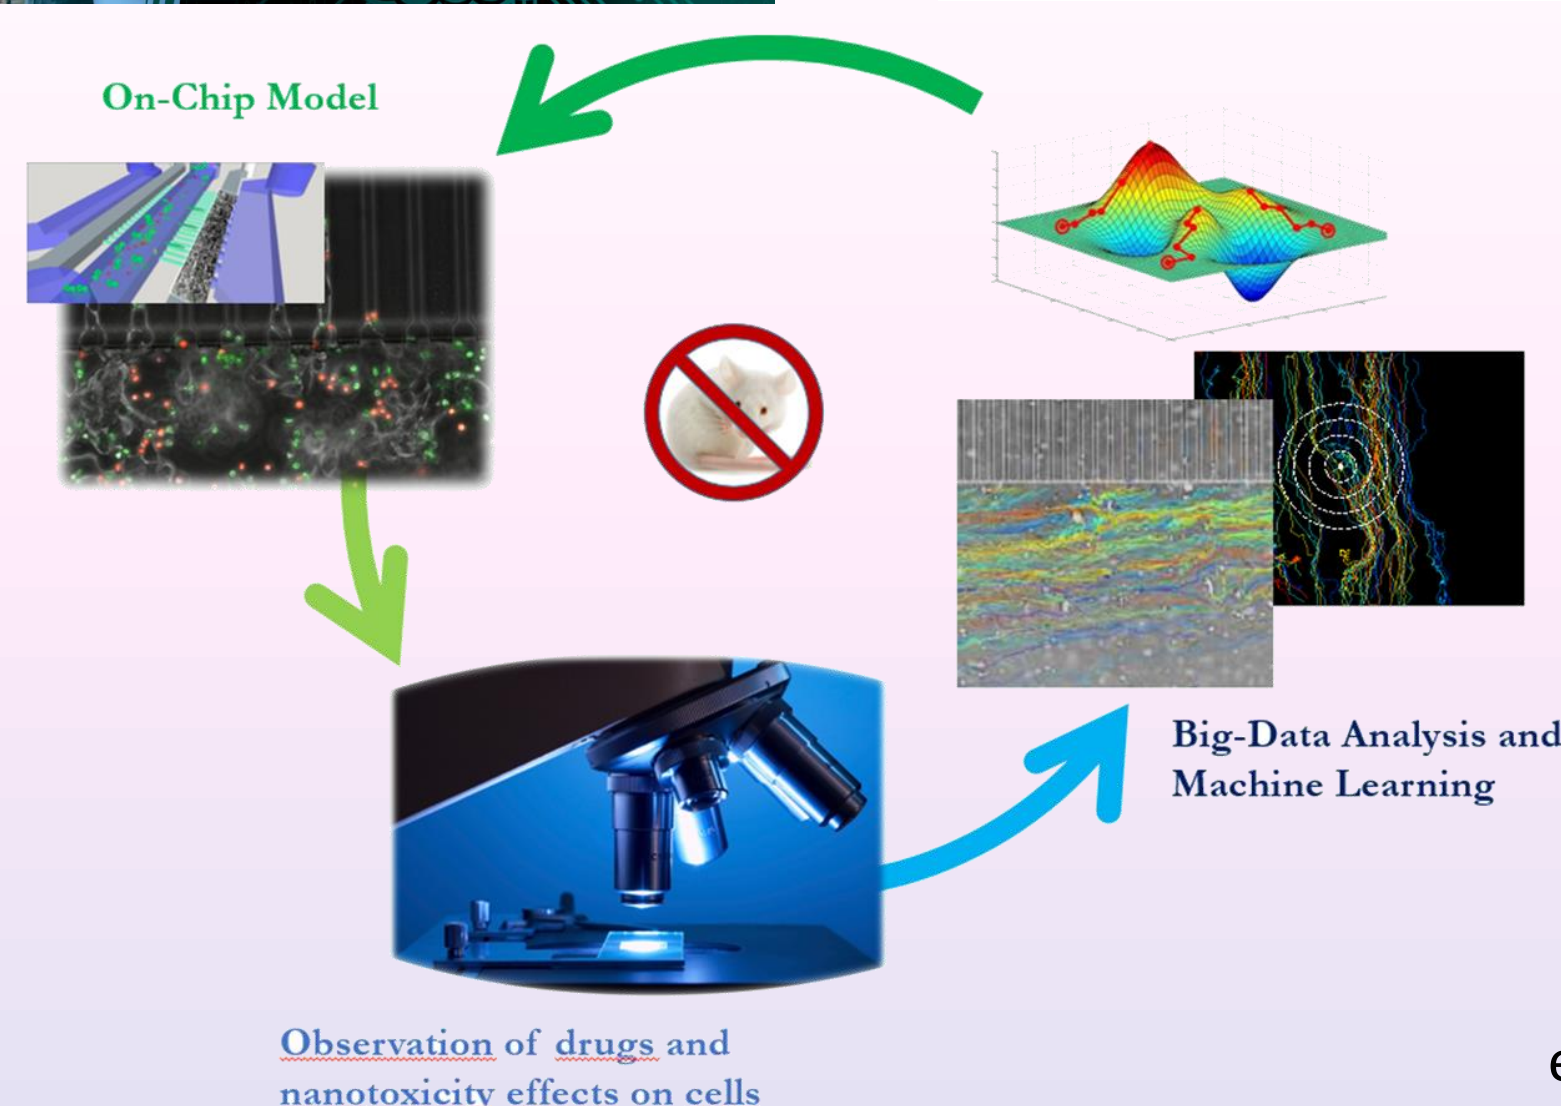 On-Chip Model
Big-Data Analysis and
Machine Learning
Observation of drugs and
nanotoxicity effects on cells
e